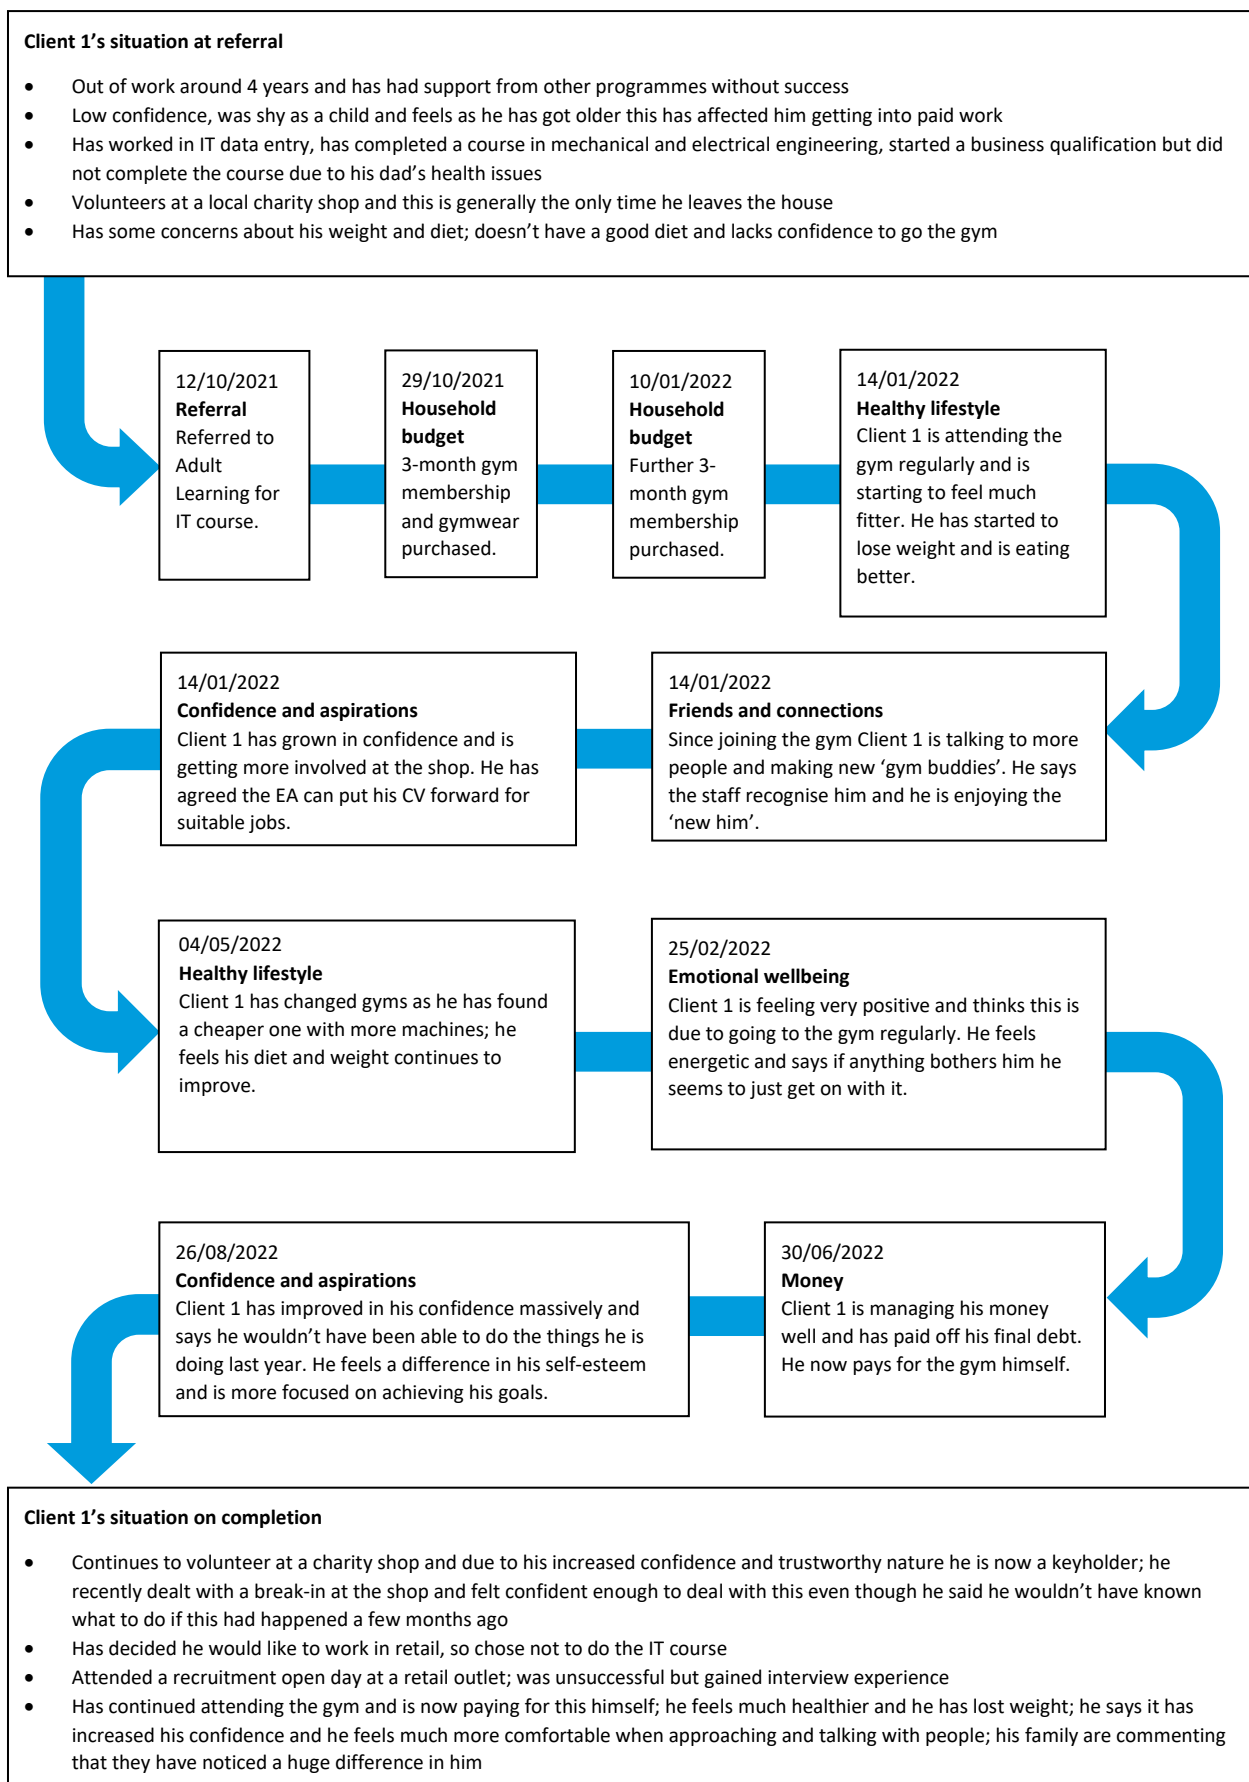 Client 1’s situation at referral
• Out of work around 4 years and has had support from other programmes without success
• Low confidence, was shy as a child and feels as he has got older this has affected him getting into paid work
• Has worked in IT data entry, has completed a course in mechanical and electrical engineering, started a business qualification but did
not complete the course due to his dad’s health issues
• Volunteers at a local charity shop and this is generally the only time he leaves the house
• Has some concerns about his weight and diet; doesn’t have a good diet and lacks confidence to go the gym
12/10/2021
Referral
Referred to
Adult
Learning for
IT course.
29/10/2021
Household
budget
3-month gym
membership
and gymwear
purchased.
10/01/2022
Household
budget
Further 3-
month gym
membership
purchased.
14/01/2022
Healthy lifestyle
Client 1 is attending the
gym regularly and is
starting to feel much
fitter. He has started to
lose weight and is eating
better.
14/01/2022
Friends and connections
Since joining the gym Client 1 is talking to more
people and making new ‘gym buddies’. He says
the staff recognise him and he is enjoying the
‘new him’.
14/01/2022
Confidence and aspirations
Client 1 has grown in confidence and is
getting more involved at the shop. He has
agreed the EA can put his CV forward for
suitable jobs.
04/05/2022
Healthy lifestyle
Client 1 has changed gyms as he has found
a cheaper one with more machines; he
feels his diet and weight continues to
improve.
25/02/2022
Emotional wellbeing
Client 1 is feeling very positive and thinks this is
due to going to the gym regularly. He feels
energetic and says if anything bothers him he
seems to just get on with it.
30/06/2022
Money
Client 1 is managing his money
well and has paid off his final debt.
He now pays for the gym himself.
26/08/2022
Confidence and aspirations
Client 1 has improved in his confidence massively and
says he wouldn’t have been able to do the things he is
doing last year. He feels a difference in his self-esteem
and is more focused on achieving his goals.
Client 1’s situation on completion
• Continues to volunteer at a charity shop and due to his increased confidence and trustworthy nature he is now a keyholder; he
recently dealt with a break-in at the shop and felt confident enough to deal with this even though he said he wouldn’t have known
what to do if this had happened a few months ago
• Has decided he would like to work in retail, so chose not to do the IT course
• Attended a recruitment open day at a retail outlet; was unsuccessful but gained interview experience
• Has continued attending the gym and is now paying for this himself; he feels much healthier and he has lost weight; he says it has
increased his confidence and he feels much more comfortable when approaching and talking with people; his family are commenting
that they have noticed a huge difference in him